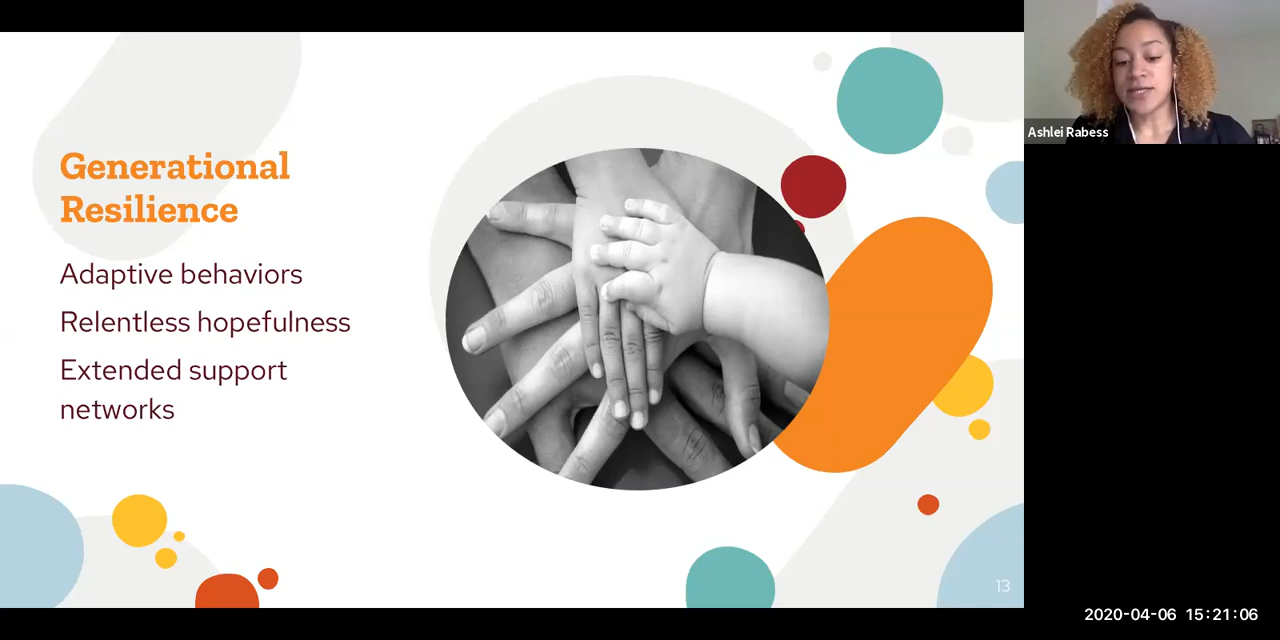 Generational
Resilience
Adaptive behaviors
Relentless hopefulness
Extended support
networks
13
Ashlei Rabess
2020-04-06 15:21:06